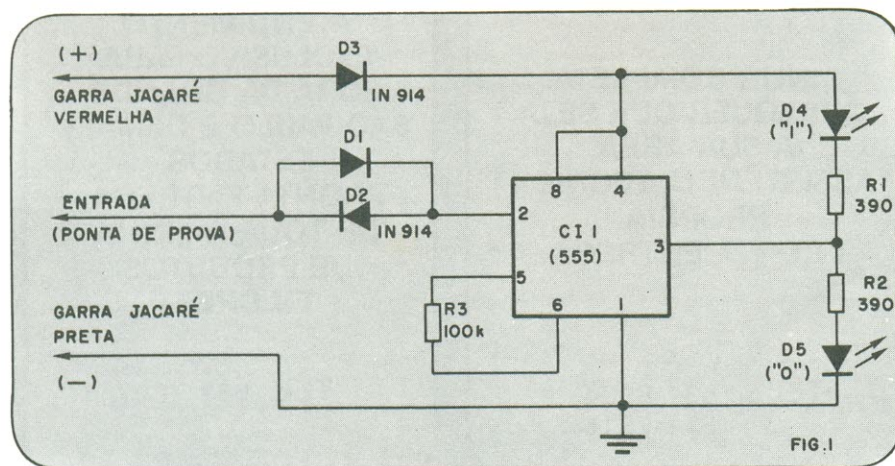 (+)
D3
GARRA JACARÉ
VERMELHA
IN 914
D1
D4
("1")
ENTRADA
(PONTA DE PROVA)
D2
IN 914
8
4
R1
390
2
CI 1
(555)
3
5
R3
100k
6
1
R2
390
GARRA JACARÉ
PRETA
(—)
D5
("0")
FIG.1